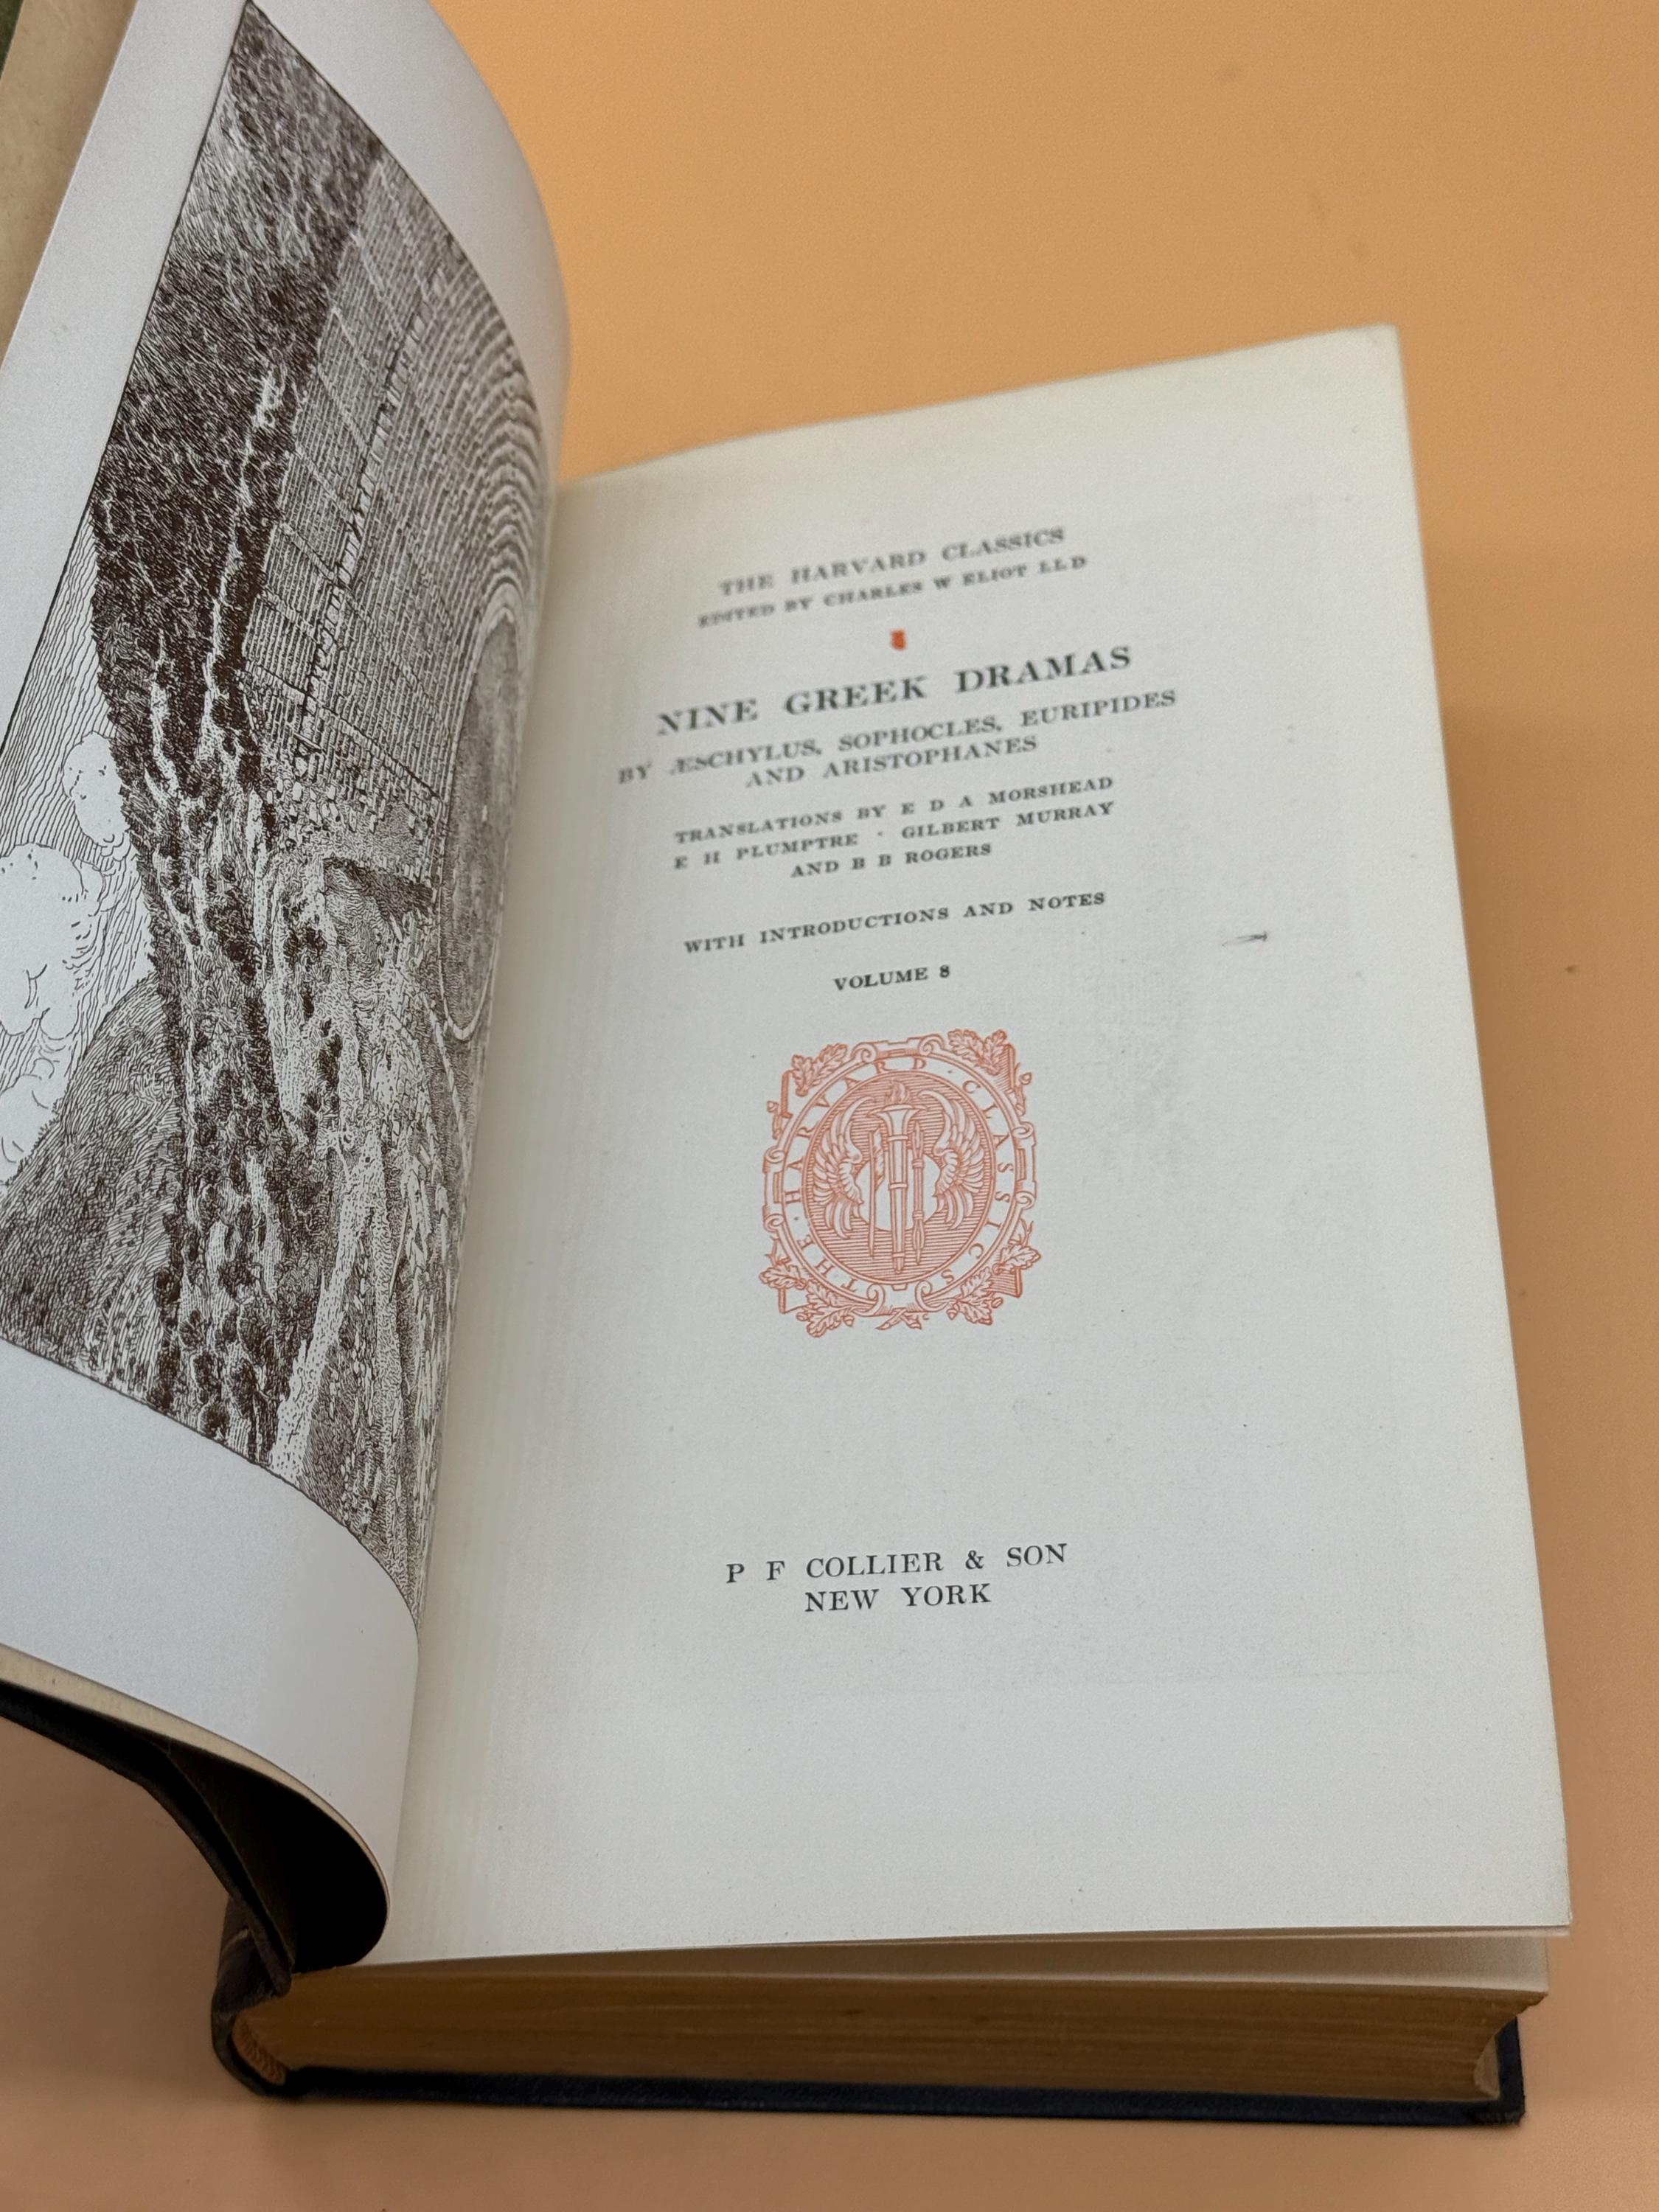 THE HARVARD CLASSICS
EDITED BY CHARLES W ELIOT LL D
NINE GREEK DRAMAS
BY ÆSCHYLUS, SOPHOCLES, EURIPIDES
AND ARISTOPHANES
TRANSLATIONS BY E D A MORSHEAD
E H PLUMPTRE · GILBERT MURRAY
AND B B ROGERS
WITH INTRODUCTIONS AND NOTES
VOLUME 8
THE · HARVARD · CLASSICS
P F COLLIER & SON
NEW YORK